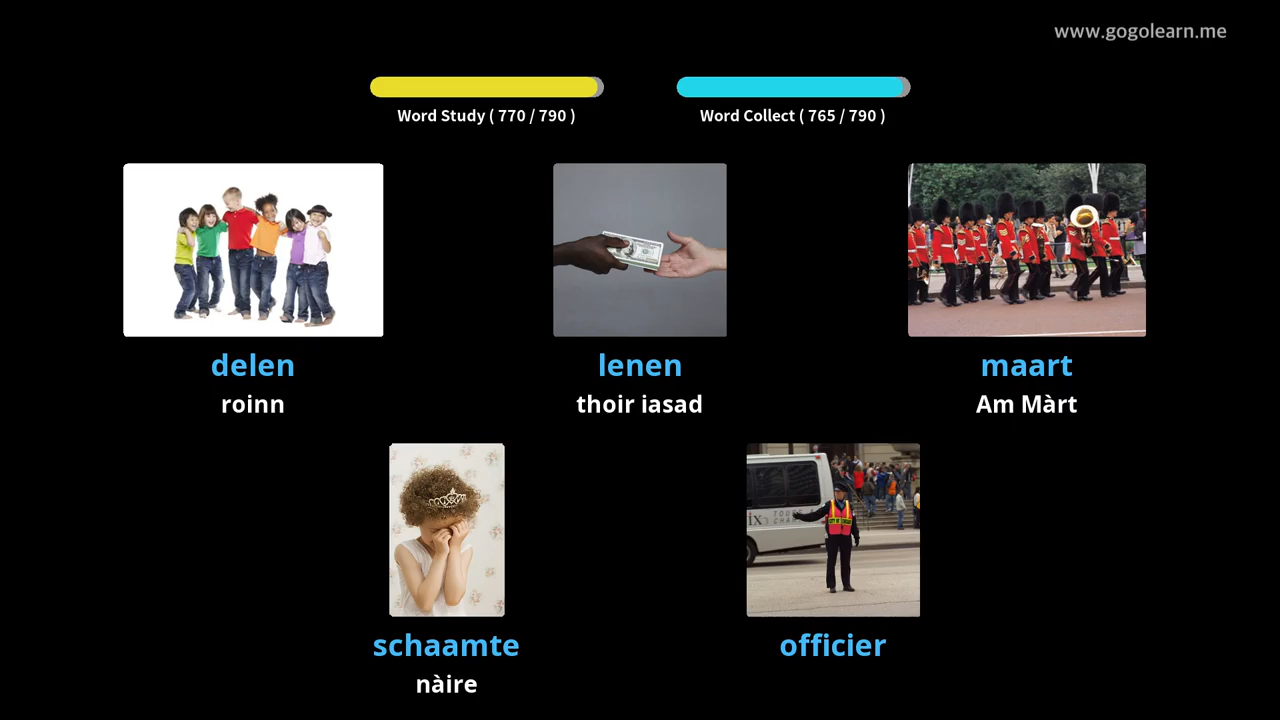 www.gogolearn.me
Word Study ( 770 / 790 )
Word Collect ( 765 / 790 )
delen
lenen
maart
roinn
thoir iasad
Am Màrt
schaamte
officier
nàire